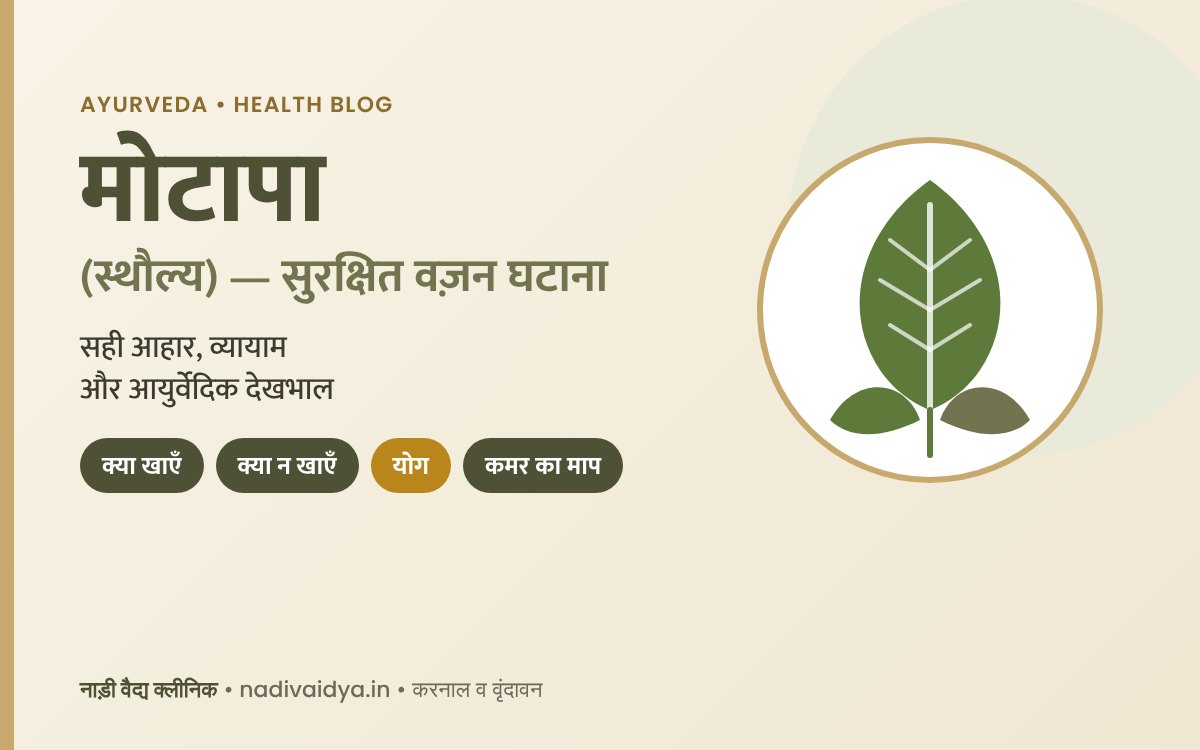 AYURVEDA • HEALTH BLOG
मोटापा
(स्थौल्य) — सुरक्षित वज़न घटाना
सही आहार, व्यायाम
और आयुर्वेदिक देखभाल
क्या खाएँ क्या न खाएँ योग कमर का माप
नाड़ी वैद्य क्लीनिक • nadivaidya.in • करनाल व वृंदावन